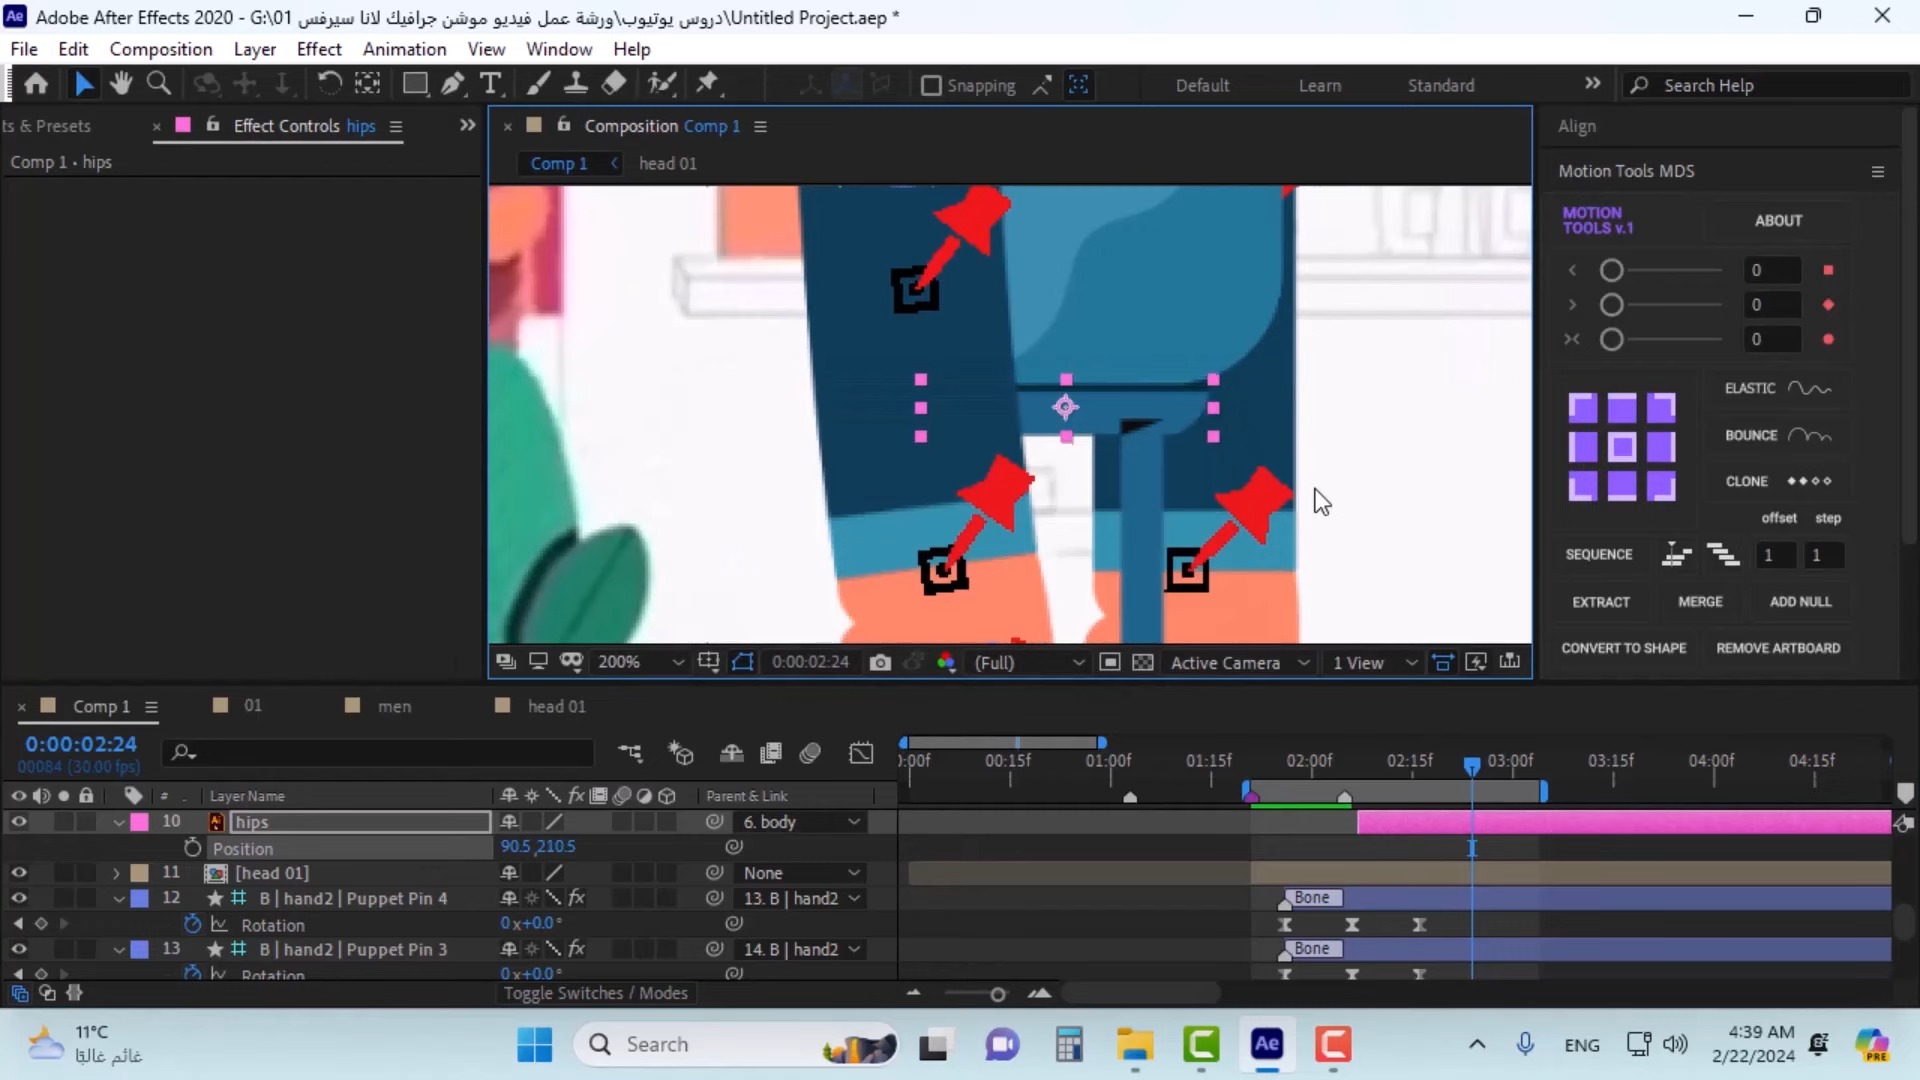 Adobe After Effects 2020 - G:\01 دروس يوتيوب\ورشة عمل فيديو موشن جرافيك لانا سيرفس\Untitled Project.aep *
File Edit Composition Layer Effect Animation View Window Help
Snapping Default Learn Standard Search Help
ts & Presets Effect Controls hips Composition Comp 1 Align
Comp 1 • hips
Comp 1 head 01
Motion Tools MDS
MOTION TOOLS v.1 ABOUT
0
0
0
ELASTIC
BOUNCE
CLONE
offset step
SEQUENCE 1 1
EXTRACT MERGE ADD NULL
CONVERT TO SHAPE REMOVE ARTBOARD
200% 0:00:02:24 (Full) Active Camera 1 View
Comp 1 01 men head 01
0:00:02:24
00084 (30.00 fps)
0:00f 00:15f 01:00f 01:15f 02:00f 02:15f 03:00f 03:15f 04:00f 04:15f
# Layer Name Parent & Link
10 hips 6. body
Position 90.5 ,210.5
11 [head 01] None
12 B | hand2 | Puppet Pin 4 13. B | hand2 Bone
Rotation 0x+0.0°
13 B | hand2 | Puppet Pin 3 14. B | hand2 Bone
Rotation 0x+0.0°
Toggle Switches / Modes
11°C
غائم غالبًا
Search
ENG
4:39 AM
2/22/2024
PRE